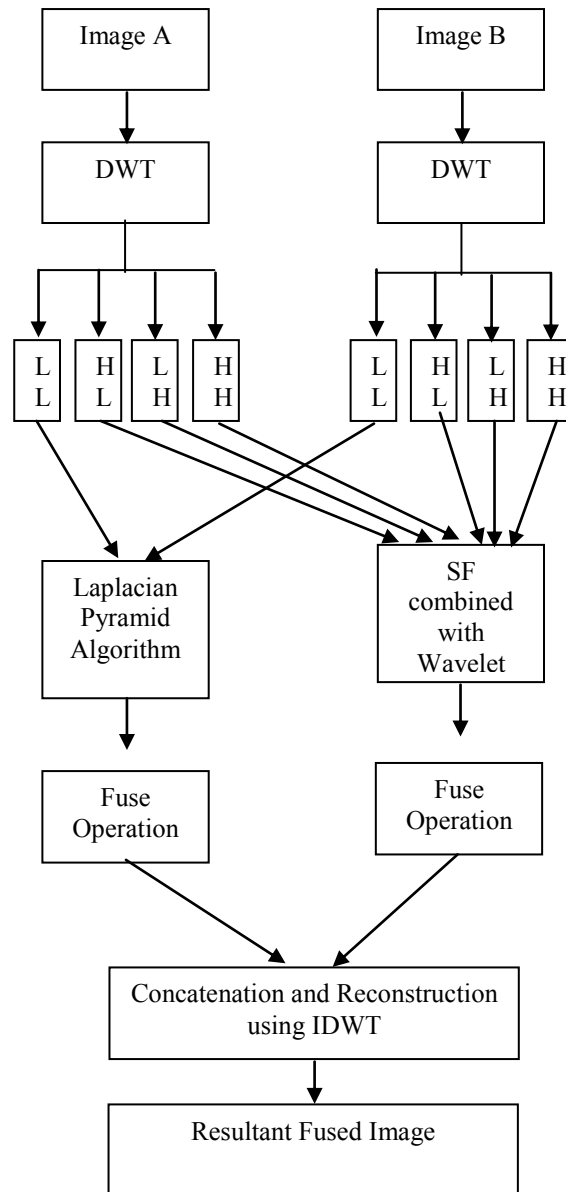 Image A
Image B
DWT
DWT
L
L
H
L
L
H
H
H
L
L
H
L
L
H
H
H
Laplacian
Pyramid
Algorithm
SF
combined
with
Wavelet
Fuse
Operation
Fuse
Operation
Concatenation and Reconstruction
using IDWT
Resultant Fused Image